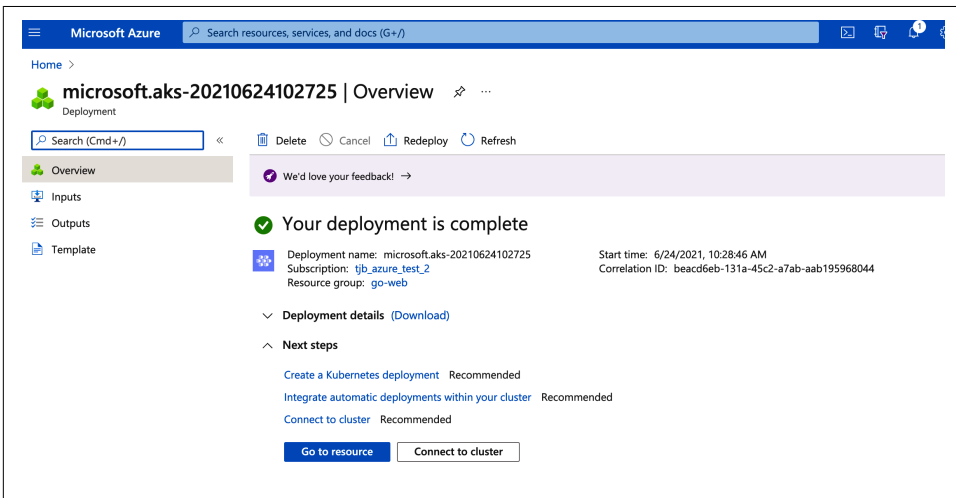 Microsoft Azure
Search resources, services, and docs (G+/)
1
Home >
microsoft.aks-20210624102725 | Overview ...
Deployment
Search (Cmd+/)
«
Delete Cancel Redeploy Refresh
Overview
Inputs
Outputs
Template
We'd love your feedback! →
Your deployment is complete
Deployment name: microsoft.aks-20210624102725
Subscription: tjb_azure_test_2
Resource group: go-web
Start time: 6/24/2021, 10:28:46 AM
Correlation ID: beacd6eb-131a-45c2-a7ab-aab195968044
Deployment details (Download)
Next steps
Create a Kubernetes deployment Recommended
Integrate automatic deployments within your cluster Recommended
Connect to cluster Recommended
Go to resource Connect to cluster